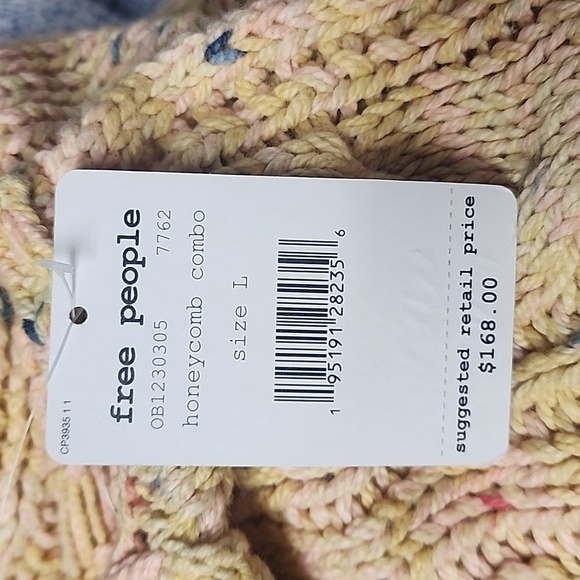 free people
OB1230305 7762
honeycomb combo
size L
1 95191 28235 6
suggested retail price
$168.00
CP3935 1.1